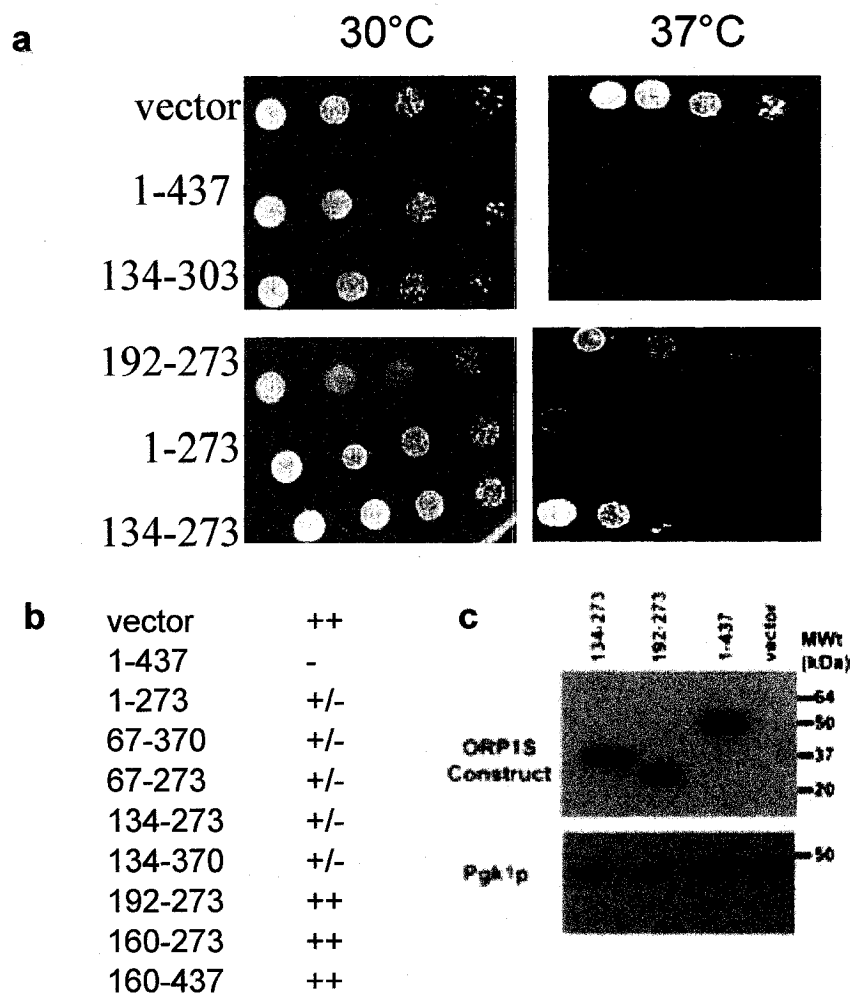 a
30°C
37°C
vector
1-437
134-303
192-273
1-273
134-273
b
vector ++
1-437 -
1-273 +/-
67-370 +/-
67-273 +/-
134-273 +/-
134-370 +/-
192-273 ++
160-273 ++
160-437 ++
c
134-273
192-273
1-437
vector
MWt
(kDa)
64
50
37
20
ORP1S
Construct
50
Pgk1p